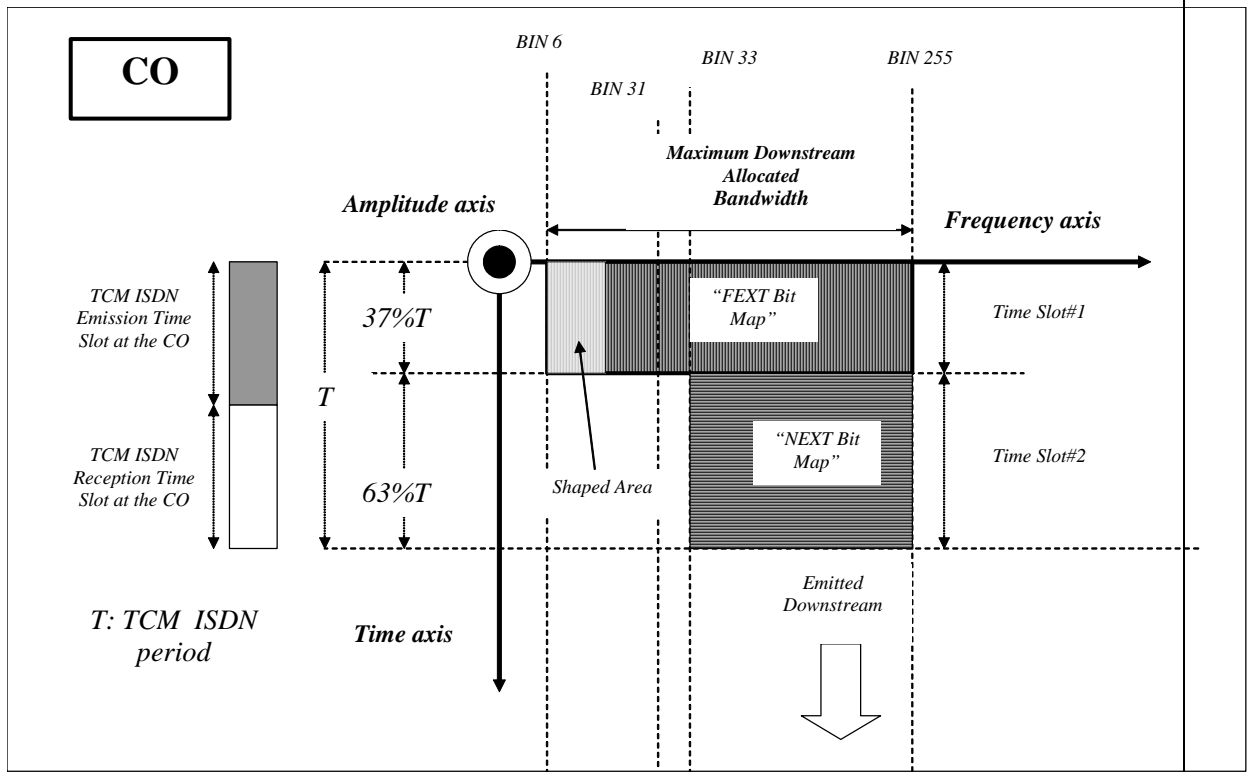 CO
BIN 6
BIN 31
BIN 33
BIN 255
Maximum Downstream
Allocated
Bandwidth
Amplitude axis
Frequency axis
TCM ISDN
Emission Time
Slot at the CO
37%T
"FEXT Bit
Map"
Time Slot#1
T
TCM ISDN
Reception Time
Slot at the CO
63%T
Shaped Area
"NEXT Bit
Map"
Time Slot#2
T: TCM ISDN
period
Time axis
Emitted
Downstream